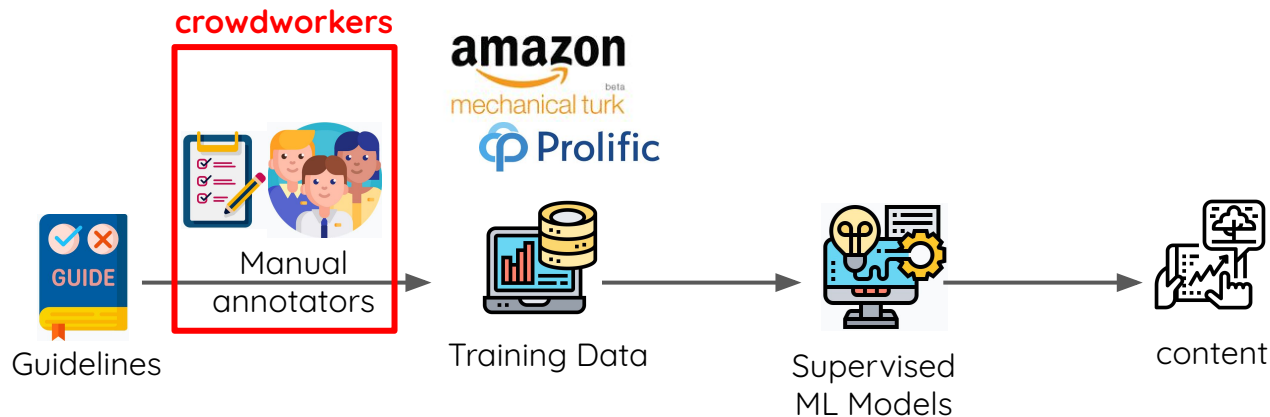 crowdworkers
amazon
beta
mechanical turk
Prolific
GUIDE
Manual
annotators
Guidelines
Training Data
Supervised
ML Models
content